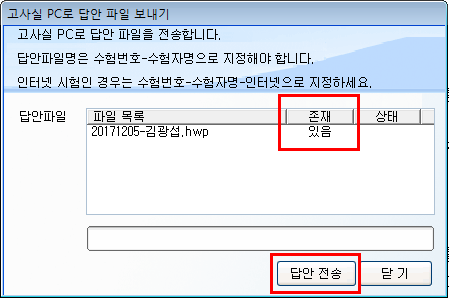 고사실 PC로 답안 파일 보내기
고사실 PC로 답안 파일을 전송합니다.
답안파일명은 수험번호-수험자명으로 지정해야 합니다.
인터넷 시험인 경우는 수험번호-수험자명-인터넷으로 지정하세요.
답안파일 파일 목록 존재 상태
20171205-김광섭.hwp 있음
답안 전송 닫 기